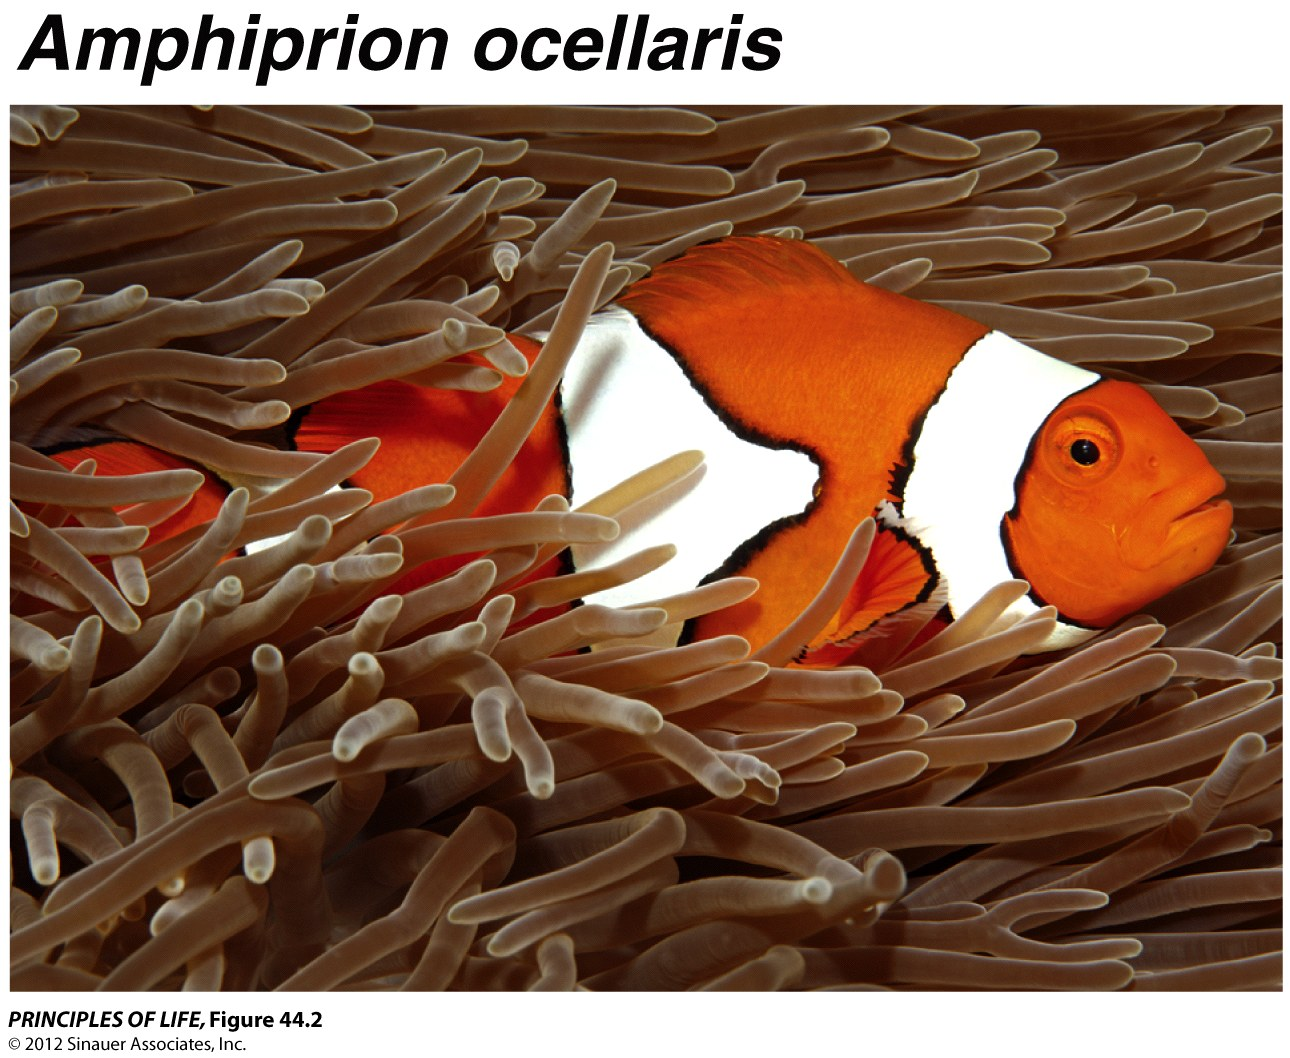 Amphiprion ocellaris
PRINCIPLES OF LIFE, Figure 44.2
© 2012 Sinauer Associates, Inc.